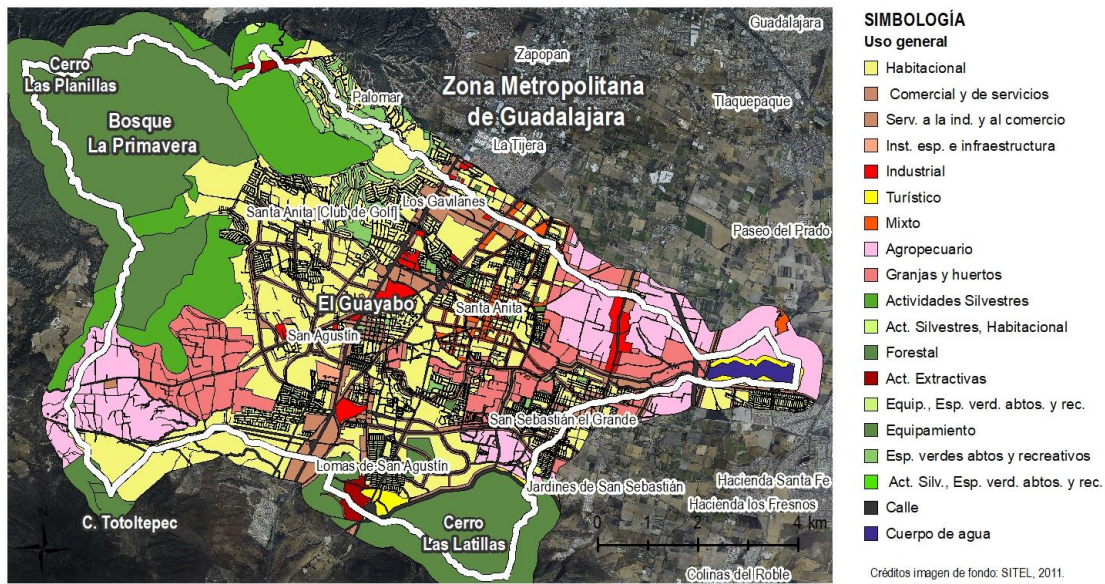 Guadalajara
Zapopan
Cerro
Las Planillas
Zona Metropolitana
de Guadalajara
Palomar
Tlaquepaque
Bosque
La Primavera
La Tijera
Los Gavilanes
Santa Anita [Club de Golf]
Paseo del Prado
El Guayabo
Santa Anita
San Agustín
San Sebastián el Grande
Lomas de San Agustín
Jardines de San Sebastián
Hacienda Santa Fe
Hacienda los Fresnos
C. Totoltepec
Cerro
Las Latillas
0 1 2 4 km
Colinas del Roble
SIMBOLOGÍA
Uso general
Habitacional
Comercial y de servicios
Serv. a la ind. y al comercio
Inst. esp. e infraestructura
Industrial
Turístico
Mixto
Agropecuario
Granjas y huertos
Actividades Silvestres
Act. Silvestres, Habitacional
Forestal
Act. Extractivas
Equip., Esp. verd. abtos. y rec.
Equipamiento
Esp. verdes abtos y recreativos
Act. Silv., Esp. verd. abtos. y rec.
Calle
Cuerpo de agua
Créditos imagen de fondo: SITEL, 2011.